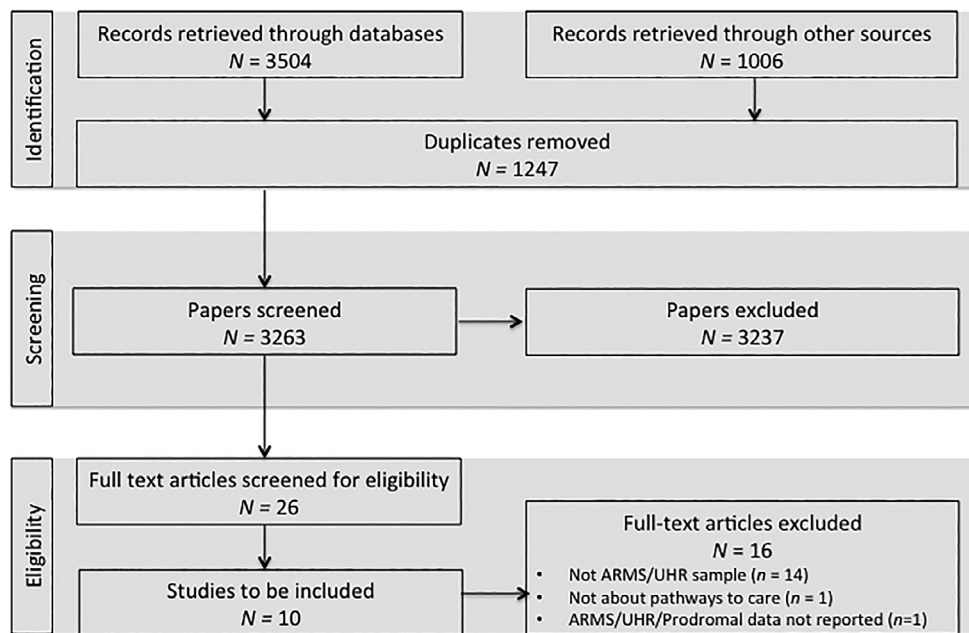 Identification
Records retrieved through databases
N = 3504
Records retrieved through other sources
N = 1006
Duplicates removed
N = 1247
Screening
Papers screened
N = 3263
Papers excluded
N = 3237
Eligibility
Full text articles screened for eligibility
N = 26
Studies to be included
N = 10
Full-text articles excluded
N = 16
• Not ARMS/UHR sample (n = 14)
• Not about pathways to care (n = 1)
• ARMS/UHR/Prodromal data not reported (n=1)